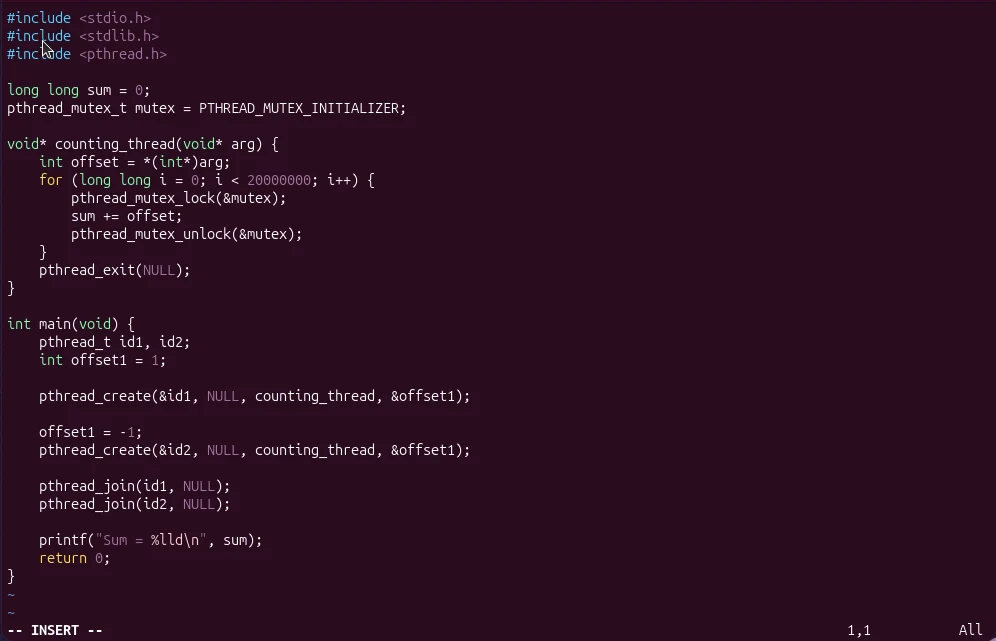 #include <stdio.h>
#include <stdlib.h>
#include <pthread.h>

long long sum = 0;
pthread_mutex_t mutex = PTHREAD_MUTEX_INITIALIZER;

void* counting_thread(void* arg) {
    int offset = *(int*)arg;
    for (long long i = 0; i < 20000000; i++) {
        pthread_mutex_lock(&mutex);
        sum += offset;
        pthread_mutex_unlock(&mutex);
    }
    pthread_exit(NULL);
}

int main(void) {
    pthread_t id1, id2;
    int offset1 = 1;

    pthread_create(&id1, NULL, counting_thread, &offset1);

    offset1 = -1;
    pthread_create(&id2, NULL, counting_thread, &offset1);

    pthread_join(id1, NULL);
    pthread_join(id2, NULL);

    printf("Sum = %lld\n", sum);
    return 0;
}
~
~
-- INSERT -- 1,1 All